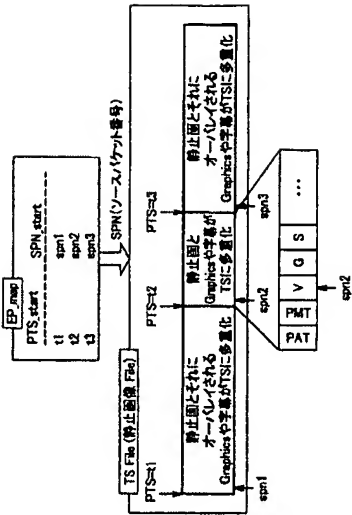 EP_map
PTS_start SPN_start
t1 spn1
t2 spn2
t3 spn3
SPN(ソースパケット番号)
TS File (静止画像 File)
PTS=t1
PTS=t2
PTS=t3
静止画とそれに
オーバレイされる
Graphicsや字幕がTSに多重化
静止画と
Graphicsや字幕が
TSに多重化
静止画とそれに
オーバレイされる
Graphicsや字幕がTSに多重化
spn1
spn2
spn3
PAT PMT V G S ...
spn2